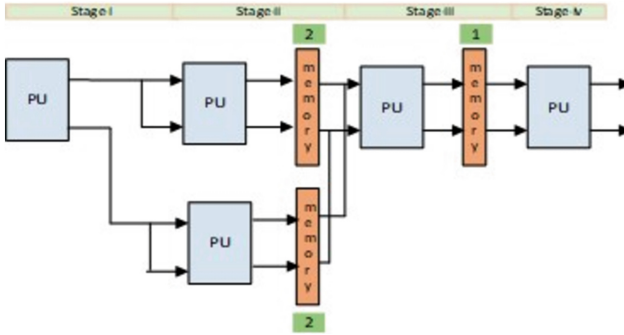 Stage-I Stage-II Stage-III Stage-iv
2 1
PU
PU
memory
PU
memory
PU
PU
memory
2